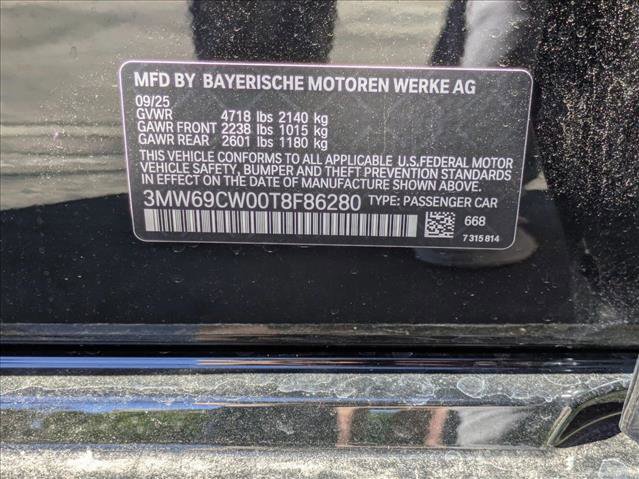 MFD BY BAYERISCHE MOTOREN WERKE AG
09/25
GVWR 4718 lbs 2140 kg
GAWR FRONT 2238 lbs 1015 kg
GAWR REAR 2601 lbs 1180 kg
THIS VEHICLE CONFORMS TO ALL APPLICABLE U.S.FEDERAL MOTOR
VEHICLE SAFETY, BUMPER AND THEFT PREVENTION STANDARDS
IN EFFECT ON THE DATE OF MANUFACTURE SHOWN ABOVE.
3MW69CW00T8F86280 TYPE: PASSENGER CAR
668
7 315 814